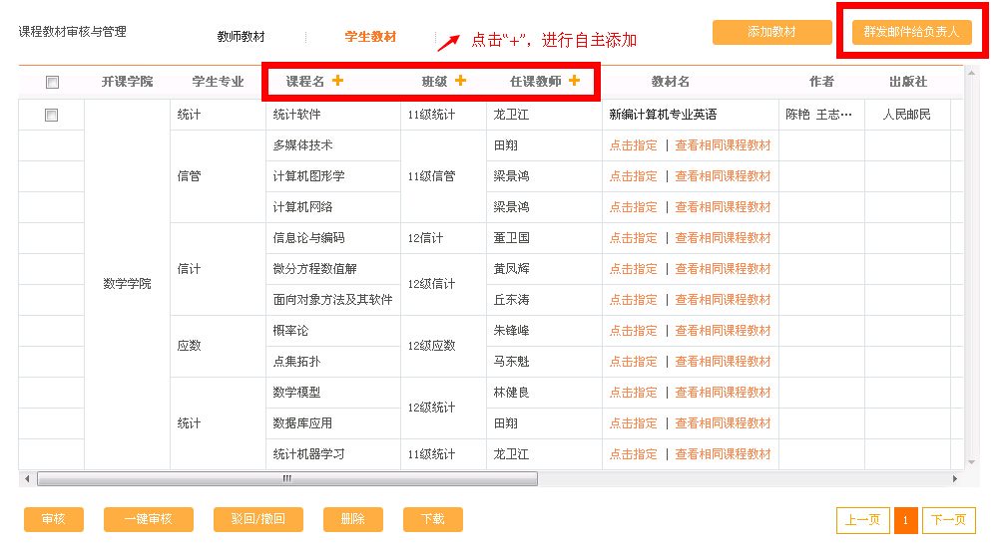 课程教材审核与管理 教师教材 学生教材 添加教材 群发邮件给负责人
点击“+”，进行自主添加
开课学院 学生专业 课程名 + 班级 + 任课教师 + 教材名 作者 出版社
统计 统计软件 11级统计 龙卫江 新编计算机专业英语 陈艳 王志… 人民邮民
多媒体技术 田翔 点击指定 | 查看相同课程教材
信管 计算机图形学 11级信管 梁景鸿 点击指定 | 查看相同课程教材
计算机网络 梁景鸿 点击指定 | 查看相同课程教材
信息论与编码 12信计 董卫国 点击指定 | 查看相同课程教材
信计 微分方程数值解 黄凤辉 点击指定 | 查看相同课程教材
数学学院 12级信计
面向对象方法及其软件 丘东涛 点击指定 | 查看相同课程教材
概率论 朱锋峰 点击指定 | 查看相同课程教材
应数 12级应数
点集拓扑 马东魁 点击指定 | 查看相同课程教材
数学模型 林健良 点击指定 | 查看相同课程教材
12级统计
统计 数据库应用 田翔 点击指定 | 查看相同课程教材
统计机器学习 11级统计 龙卫江 点击指定 | 查看相同课程教材
审核 一键审核 驳回/撤回 删除 下载 上一页 1 下一页